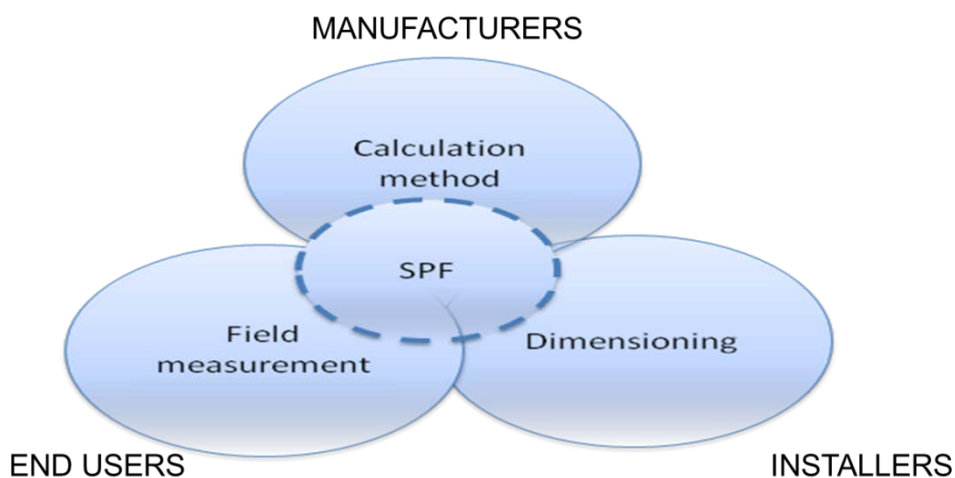 MANUFACTURERS
Calculation
method
SPF
Field
measurement
Dimensioning
END USERS
INSTALLERS